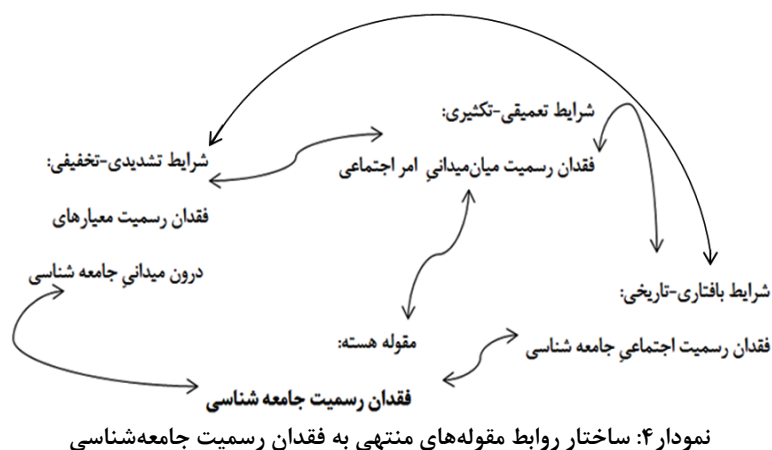 شرایط تعمیقی-تکثیری:
فقدان رسمیت میان‌میدانیِ امر اجتماعی
شرایط تشدیدی-تخفیفی:
فقدان رسمیت معیارهای
درون میدانیِ جامعه شناسی
شرایط بافتاری-تاریخی:
فقدان رسمیت اجتماعیِ جامعه شناسی
مقوله هسته:
فقدان رسمیت جامعه شناسی
نمودار۴: ساختار روابط مقوله‌های منتهی به فقدان رسمیت جامعه‌شناسی